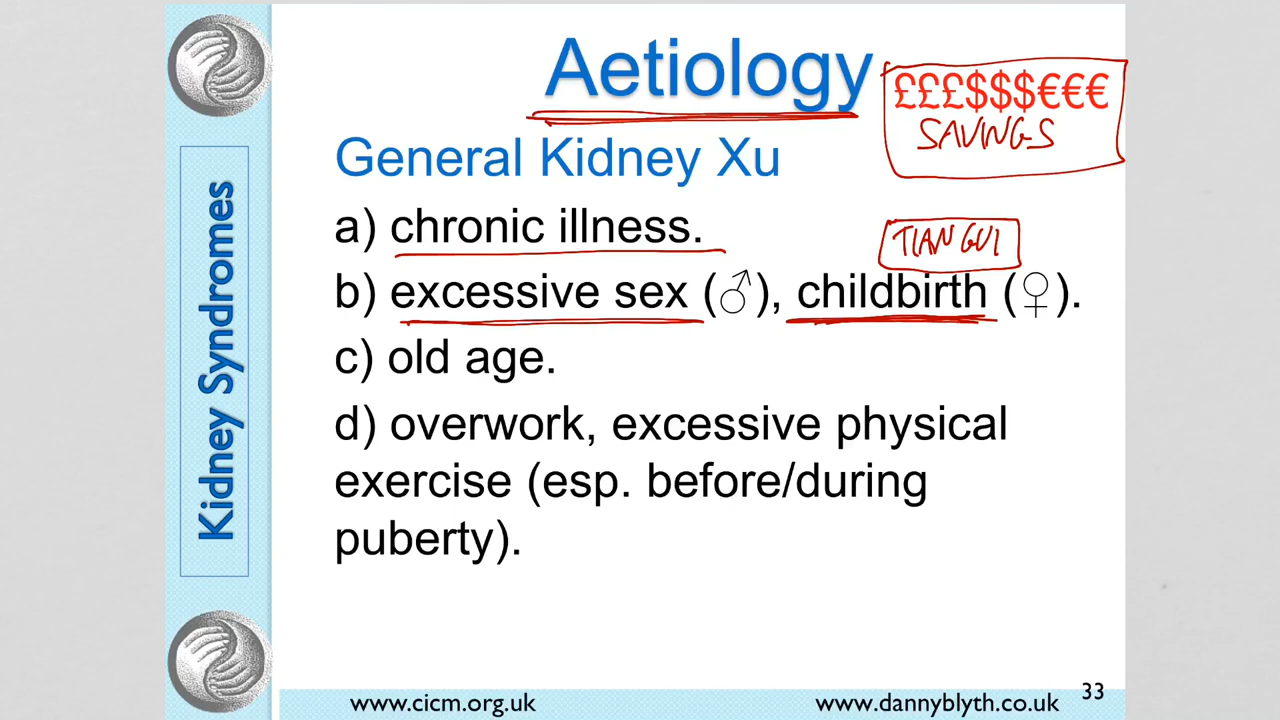 Aetiology
£££$$$€€€
SAVINGS
General Kidney Xu
a) chronic illness.
TIAN GUI
b) excessive sex (♂), childbirth (♀).
c) old age.
d) overwork, excessive physical
exercise (esp. before/during
puberty).
Kidney Syndromes
www.cicm.org.uk
www.dannyblyth.co.uk
33